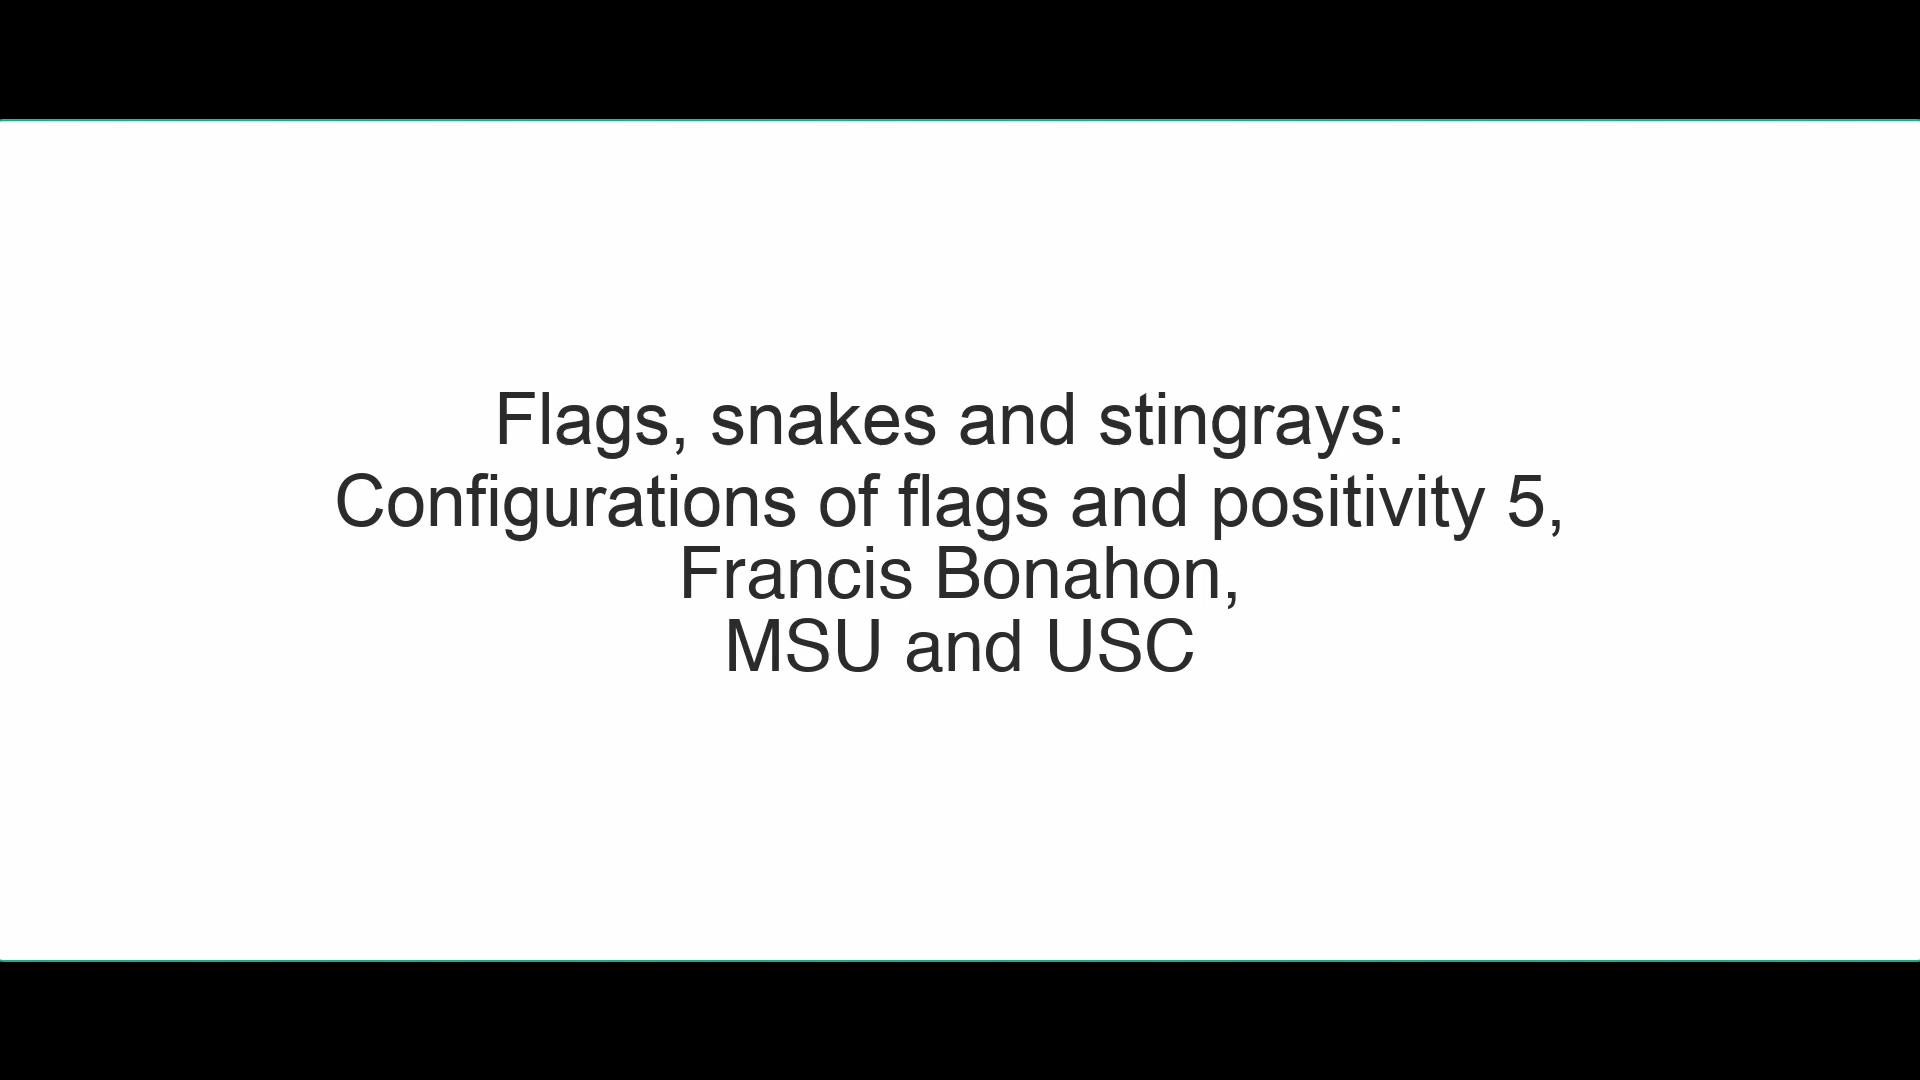 Flags, snakes and stingrays:
Configurations of flags and positivity 5,
Francis Bonahon,
MSU and USC